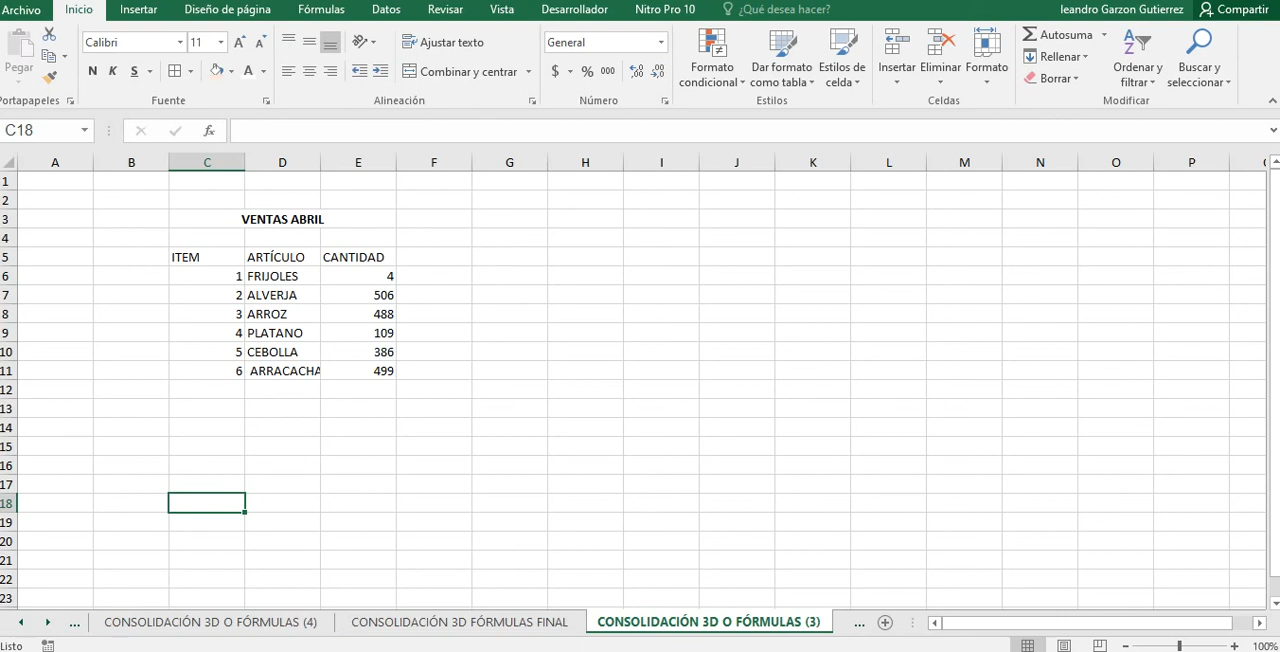 Archivo Inicio Insertar Diseño de página Fórmulas Datos Revisar Vista Desarrollador Nitro Pro 10 ¿Qué desea hacer? leandro Garzon Gutierrez Compartir
Calibri 11 Ajustar texto General Autosuma
Pegar N K S Combinar y centrar $ % 000 Formato condicional Dar formato como tabla Estilos de celda Insertar Eliminar Formato Rellenar Borrar Ordenar y filtrar Buscar y seleccionar
Portapapeles Fuente Alineación Número Estilos Celdas Modificar
C18 fx
A B C D E F G H I J K L M N O P
1
2
3 VENTAS ABRIL
4
5 ITEM ARTÍCULO CANTIDAD
6 1 FRIJOLES 4
7 2 ALVERJA 506
8 3 ARROZ 488
9 4 PLATANO 109
10 5 CEBOLLA 386
11 6 ARRACACHA 499
12
13
14
15
16
17
18
19
20
21
22
23
... CONSOLIDACIÓN 3D O FÓRMULAS (4) CONSOLIDACIÓN 3D FÓRMULAS FINAL CONSOLIDACIÓN 3D O FÓRMULAS (3) ...
Listo 100%